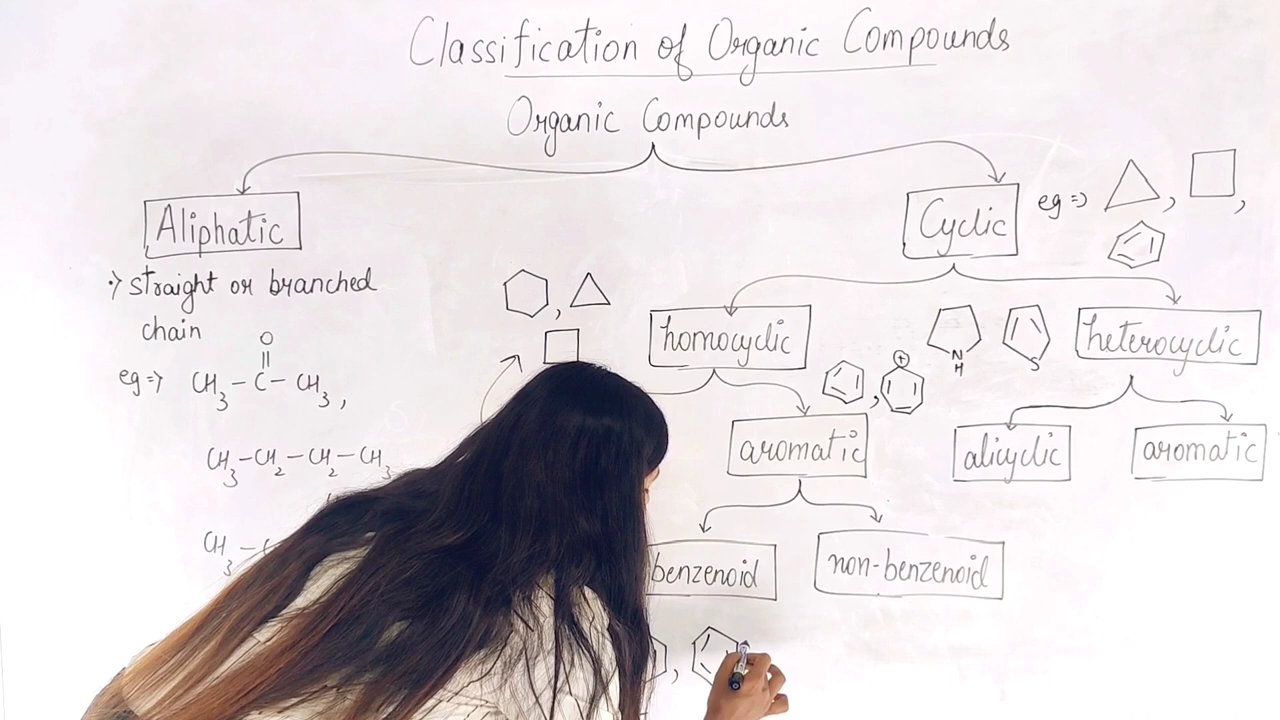 Classification of Organic Compounds
Organic Compounds
Aliphatic
Cyclic
eg ⇒
straight or branched
chain
homocyclic
heterocyclic
N
H
S
⊕
O
eg ⇒ CH₃ – C – CH₃ ,
aromatic
alicyclic
aromatic
CH₃ – CH₂ – CH₂ – CH₃
CH₃ –
benzenoid
non-benzenoid